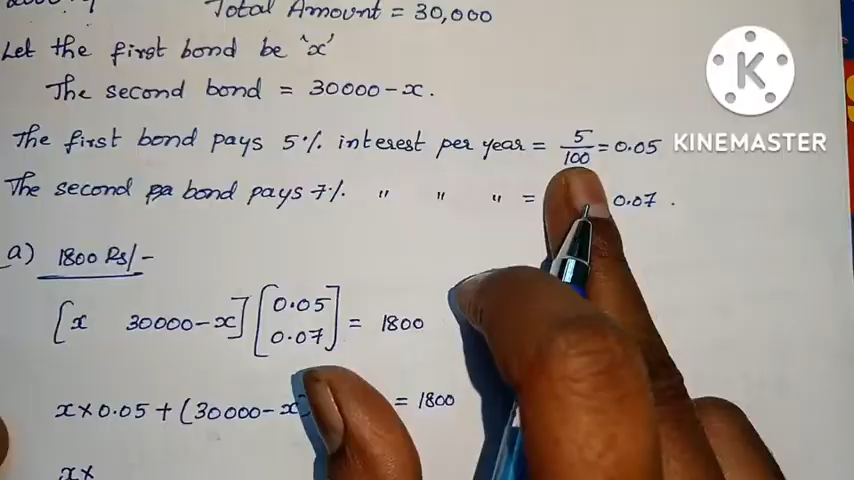 Total Amount = 30,000
Let the first bond be 'x'
The second bond = 30000-x.
The first bond pays 5% interest per year = 5/100 = 0.05
The second pa bond pays 7% " " " = 0.07.
a) 1800 Rs/-
[x 30000-x] [0.05 0.07] = 1800
x×0.05 + (30000-x) = 1800
x×
K
KINEMASTER